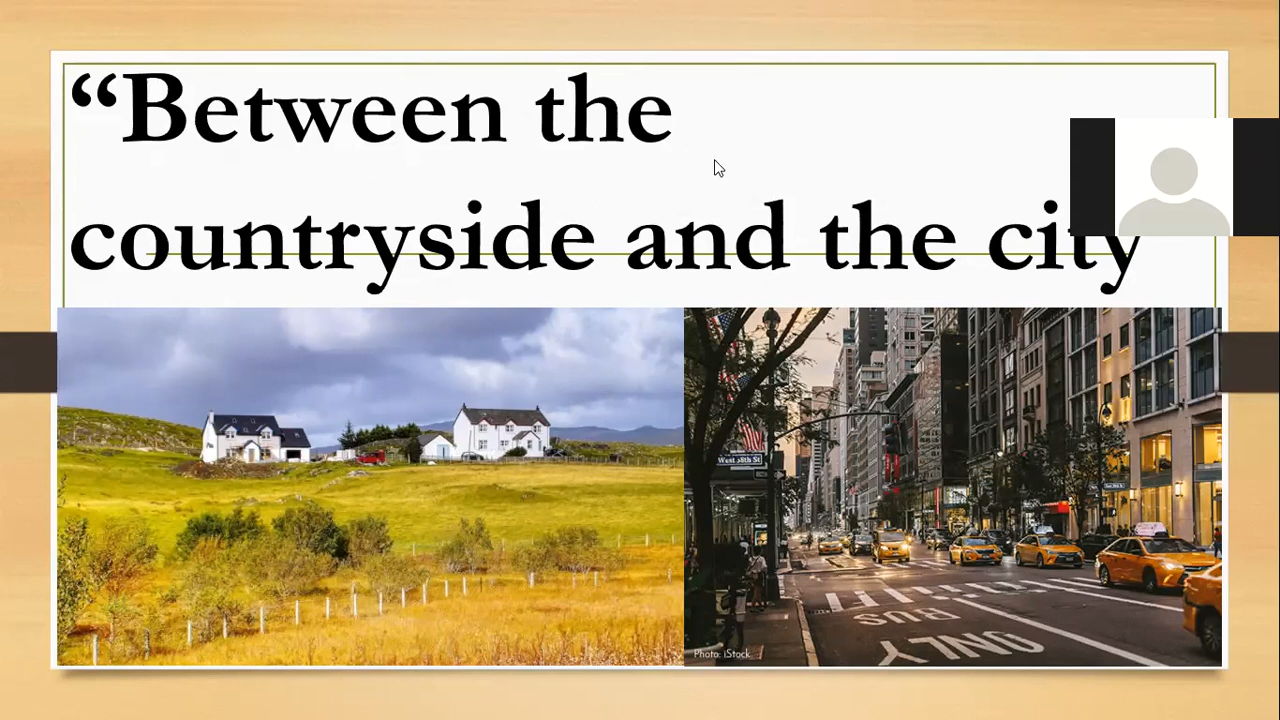 “Between the
countryside and the city
West 38th St
BUS
ONLY
Photo: iStock